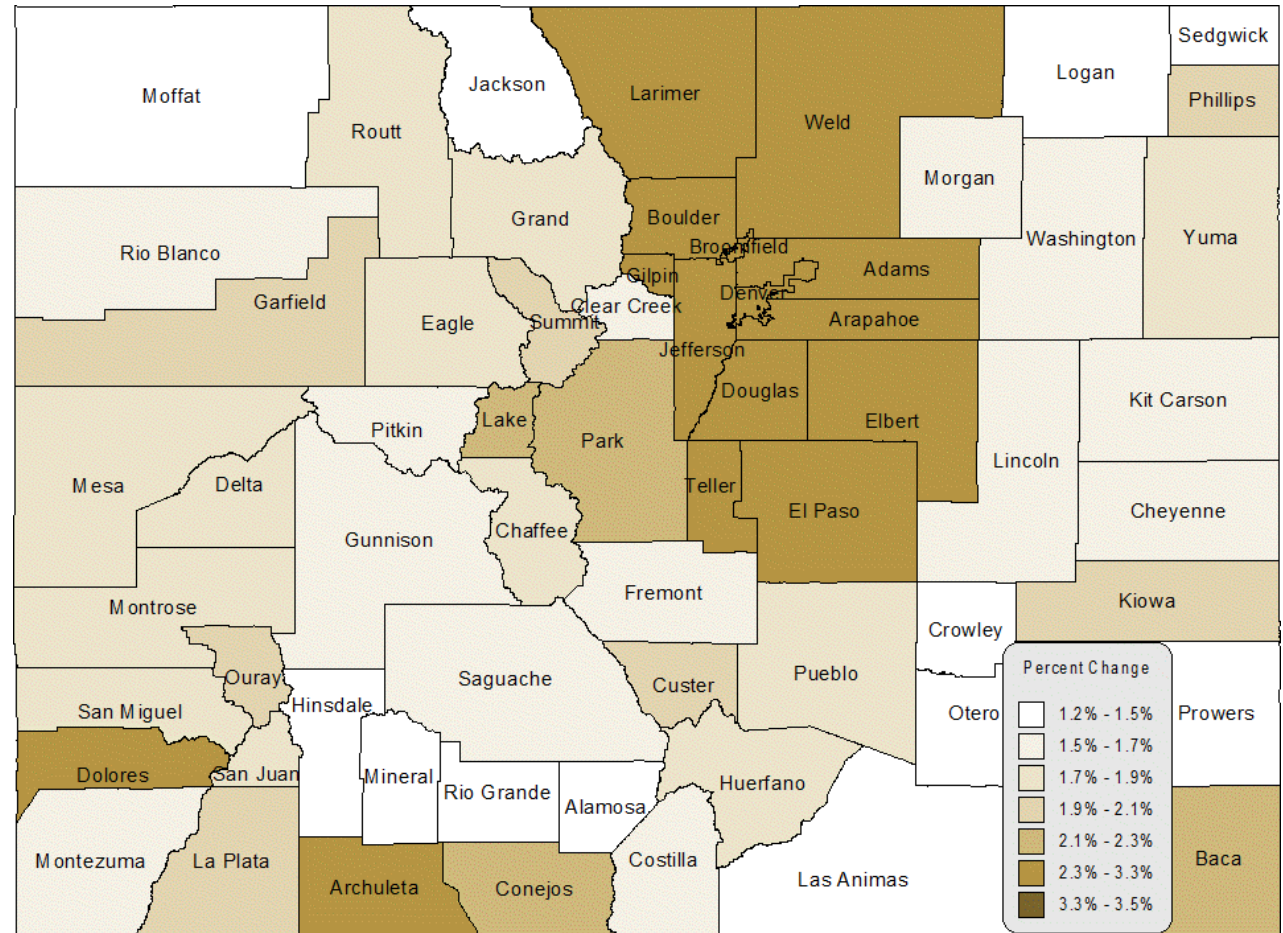 Sedgwick
Logan
Moffat
Jackson
Larimer
Phillips
Weld
Routt
Morgan
Grand
Boulder
Washington
Yuma
Rio Blanco
Broomfield
Adams
Gilpin
Garfield
Denver
Clear Creek
Eagle
Summit
Arapahoe
Jefferson
Douglas
Kit Carson
Lake
Elbert
Pitkin
Park
Lincoln
Mesa
Delta
Teller
El Paso
Cheyenne
Chaffee
Gunnison
Fremont
Montrose
Kiowa
Crowley
Ouray
Saguache
Pueblo
Custer
Hinsdale
San Miguel
Otero
Prowers
Dolores
San Juan
Mineral
Huerfano
Rio Grande
Alamosa
Montezuma
La Plata
Costilla
Baca
Archuleta
Conejos
Las Animas
Percent Change
1.2% - 1.5%
1.5% - 1.7%
1.7% - 1.9%
1.9% - 2.1%
2.1% - 2.3%
2.3% - 3.3%
3.3% - 3.5%